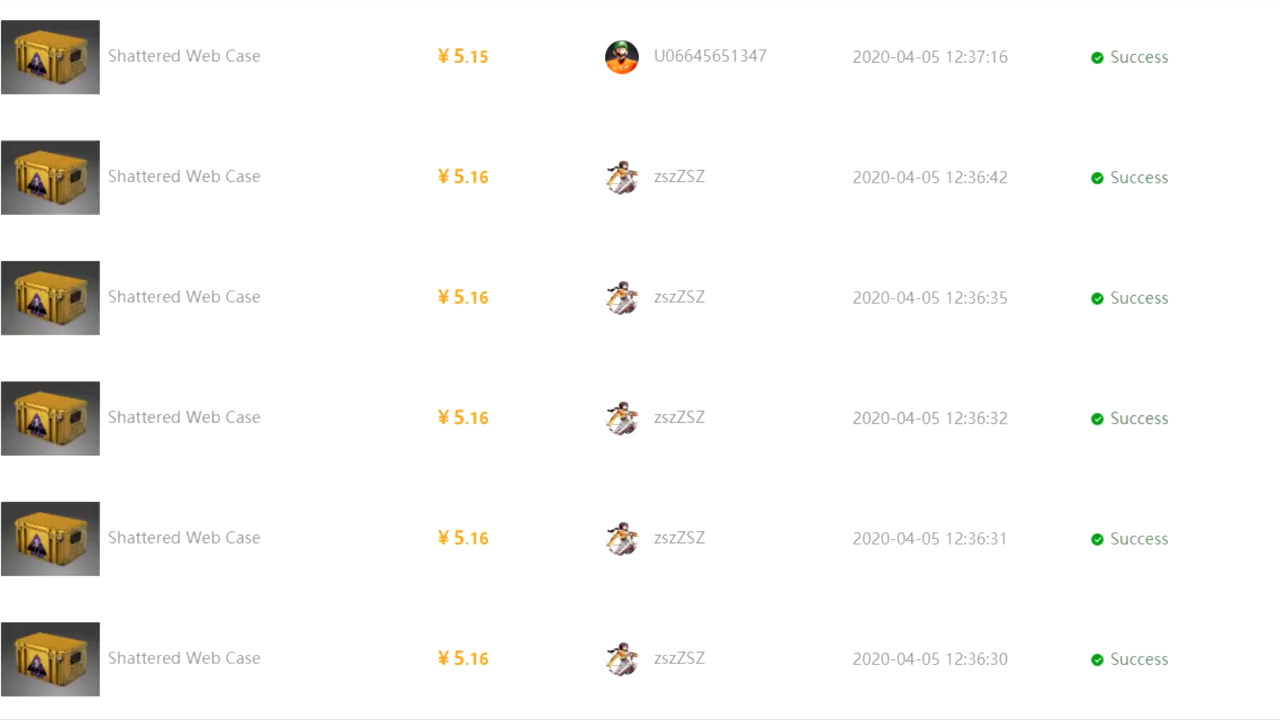 Shattered Web Case ¥ 5.15 U06645651347 2020-04-05 12:37:16 Success
Shattered Web Case ¥ 5.16 zszZSZ 2020-04-05 12:36:42 Success
Shattered Web Case ¥ 5.16 zszZSZ 2020-04-05 12:36:35 Success
Shattered Web Case ¥ 5.16 zszZSZ 2020-04-05 12:36:32 Success
Shattered Web Case ¥ 5.16 zszZSZ 2020-04-05 12:36:31 Success
Shattered Web Case ¥ 5.16 zszZSZ 2020-04-05 12:36:30 Success